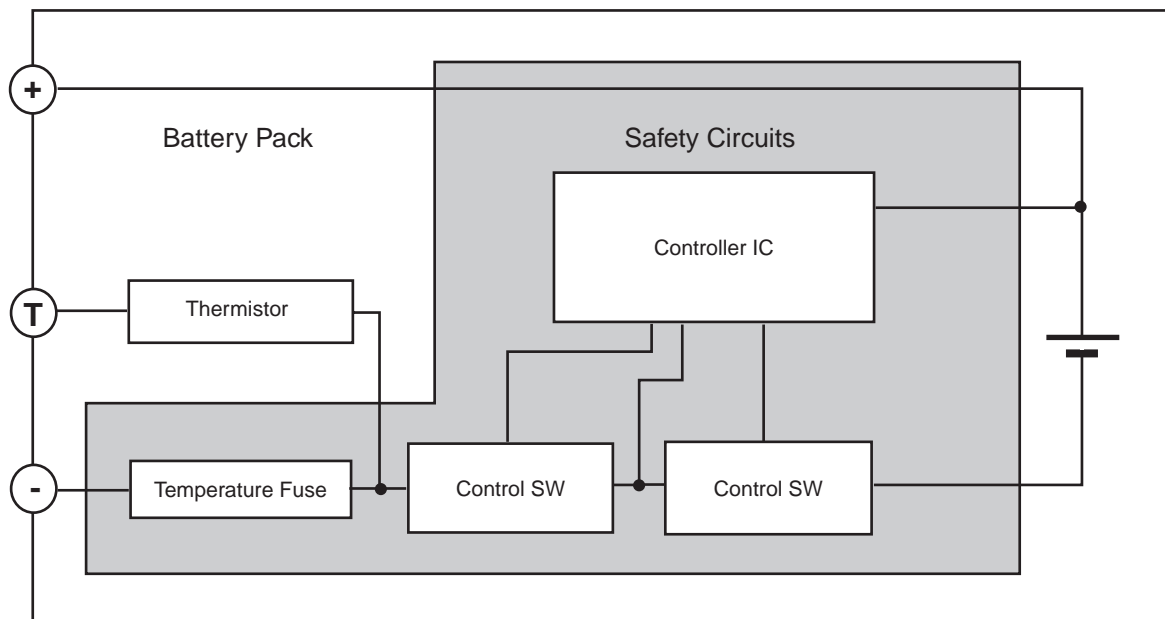 +
Battery Pack
Safety Circuits
Controller IC
Thermistor
T
-
Temperature Fuse
Control SW
Control SW